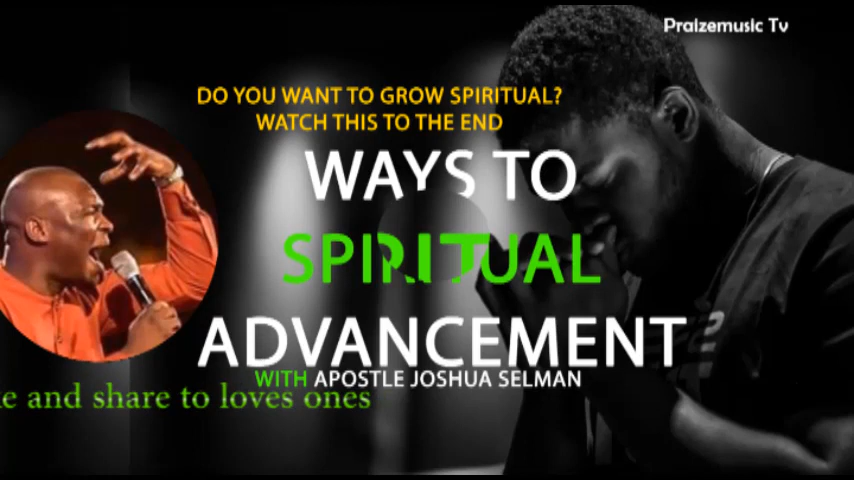 Praizemusic Tv
DO YOU WANT TO GROW SPIRITUAL?
WATCH THIS TO THE END
WAYS TO
SPIRITUAL
ADVANCEMENT
WITH APOSTLE JOSHUA SELMAN
and share to loves ones